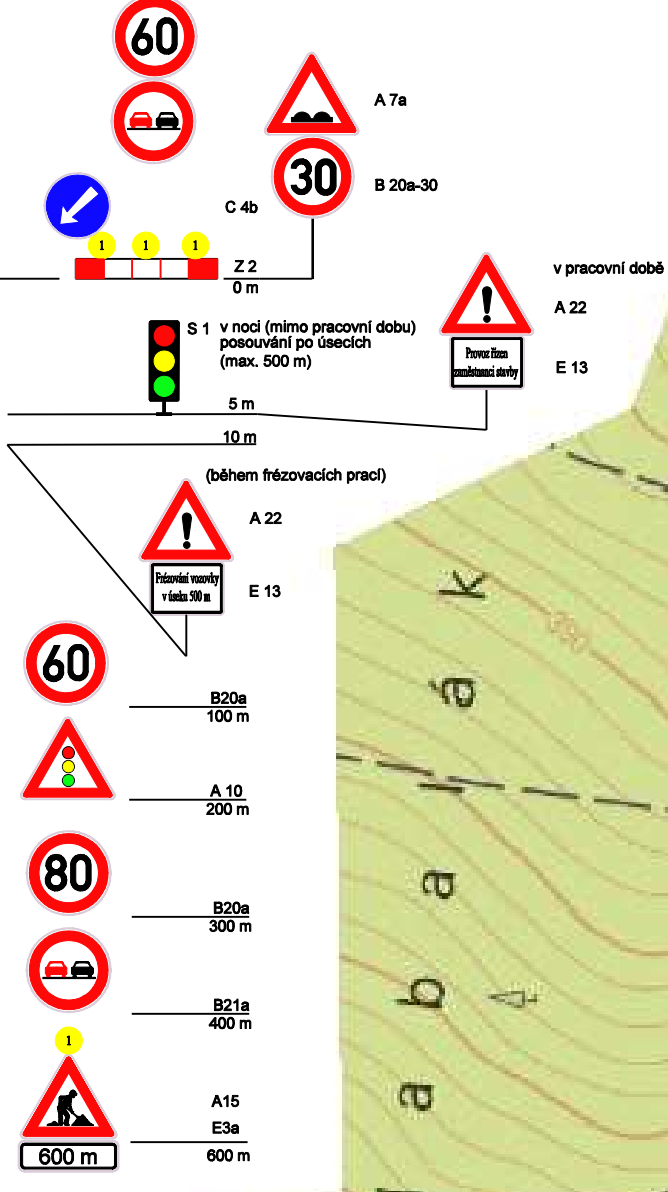 60
A 7a
30
B 20a-30
C 4b
1 1 1
Z 2
0 m
v pracovní době
A 22
Provoz řízen
zaměstnanci stavby
E 13
S 1
v noci (mimo pracovní dobu)
posouvání po úsecích
(max. 500 m)
5 m
10 m
(během frézovacích prací)
A 22
Frézování vozovky
v úseku 500 m
E 13
60
B20a
100 m
A 10
200 m
80
B20a
300 m
B21a
400 m
1
A15
E3a
600 m
600 m
k
á
l
a
b
a